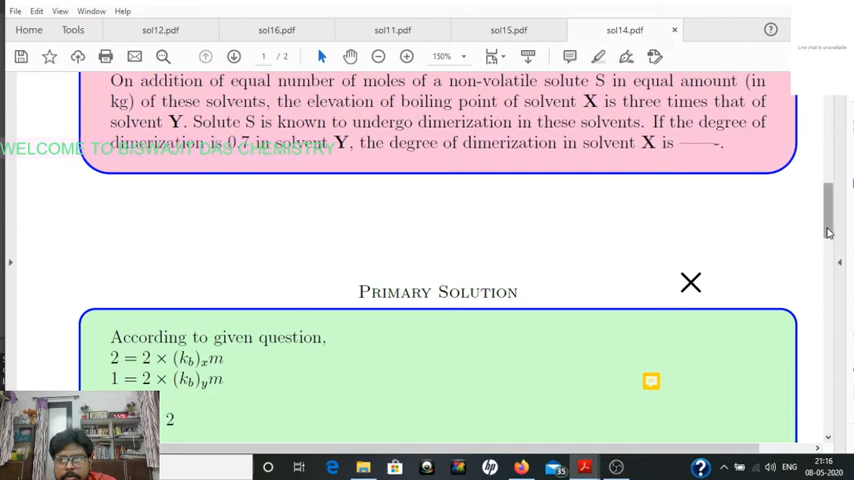 File Edit View Window Help
Home Tools sol12.pdf sol16.pdf sol11.pdf sol15.pdf sol14.pdf ×
1 / 2 150%
Line that is unavailable
On addition of equal number of moles of a non-volatile solute S in equal amount (in
kg) of these solvents, the elevation of boiling point of solvent X is three times that of
solvent Y. Solute S is known to undergo dimerization in these solvents. If the degree of
dimerization is 0.7 in solvent Y, the degree of dimerization in solvent X is ——-.
WELCOME TO BISWAJIT DAS CHEMISTRY
PRIMARY SOLUTION
According to given question,
2 = 2 × (k_b)_x m
1 = 2 × (k_b)_y m
2
35
ENG
21:16
08-05-2020